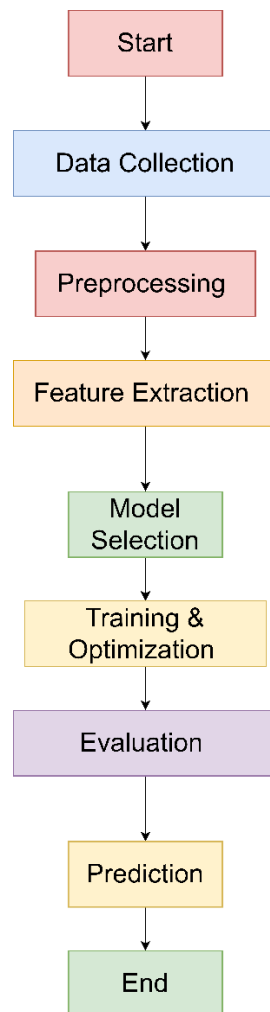 Start
Data Collection
Preprocessing
Feature Extraction
Model
Selection
Training &
Optimization
Evaluation
Prediction
End